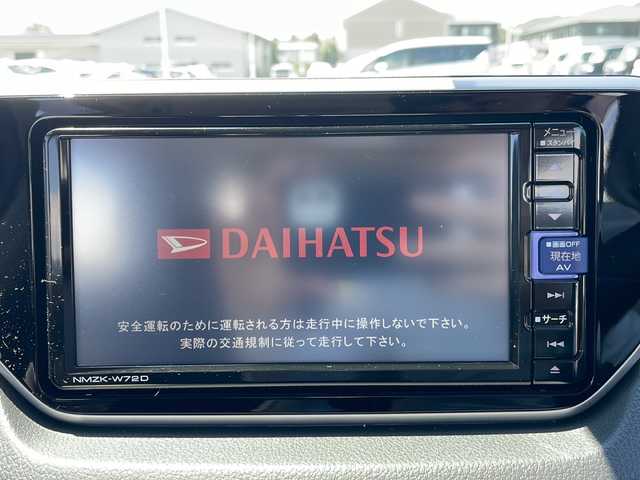 メニュー
■スタンバイ
DAIHATSU
■画面OFF
現在地
AV
■サーチ
安全運転のために運転される方は走行中に操作しないで下さい。
実際の交通規制に従って走行して下さい。
NMZK-W72D